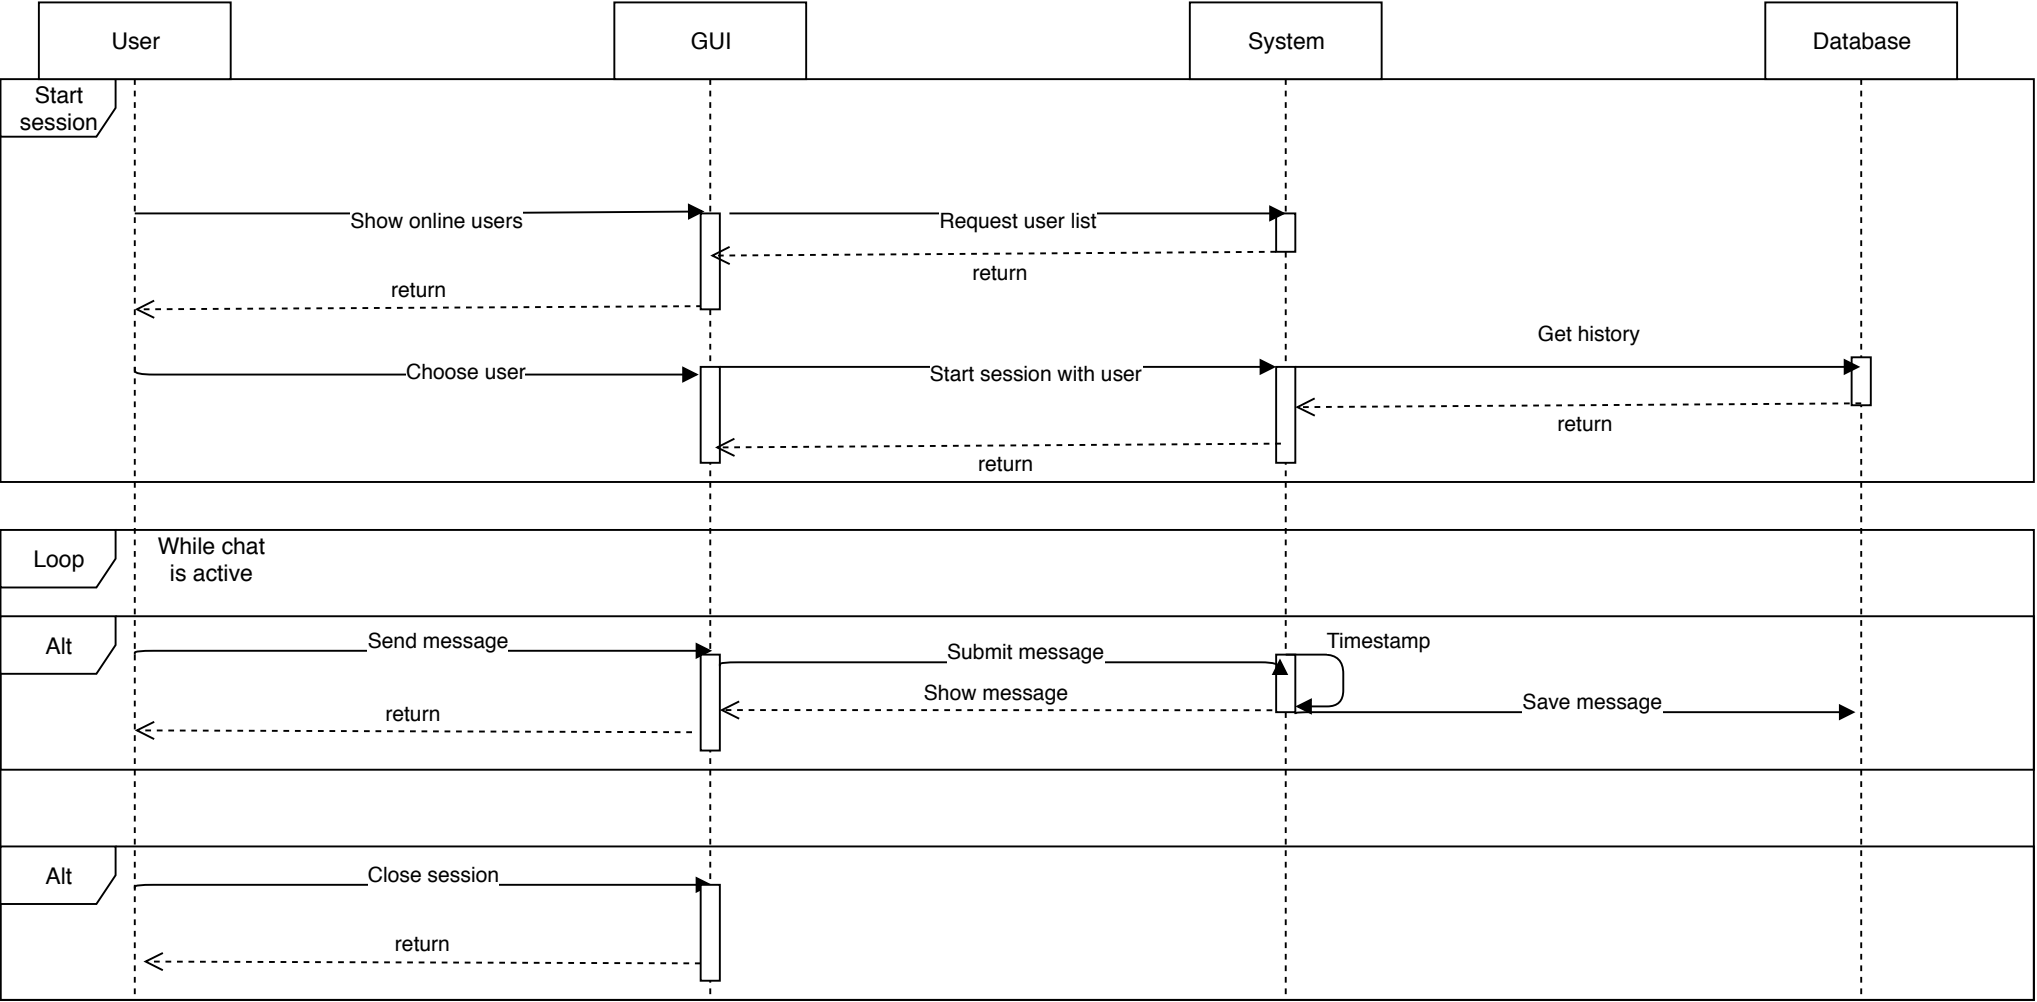 User
GUI
System
Database
Start
session
Show online users
Request user list
return
return
Get history
Choose user
Start session with user
return
return
Loop
While chat
is active
Alt
Send message
Submit message
Timestamp
Show message
Save message
return
Alt
Close session
return